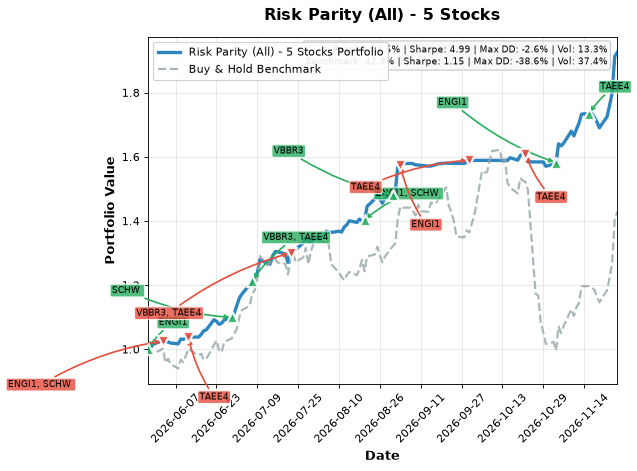 Risk Parity (All) - 5 Stocks
Risk Parity (All) - 5 Stocks Portfolio
Buy & Hold Benchmark
| Sharpe: 4.99 | Max DD: -2.6% | Vol: 13.3%
| Sharpe: 1.15 | Max DD: -38.6% | Vol: 37.4%
TAEE4
ENGI1
VBBR3
TAEE4
ENGI1, SCHW
TAEE4
ENGI1
VBBR3, TAEE4
SCHW
VBBR3, TAEE4
ENGI1
ENGI1, SCHW
TAEE4
Portfolio Value
1.8
1.6
1.4
1.2
1.0
2026-06-07
2026-06-23
2026-07-09
2026-07-25
2026-08-10
2026-08-26
2026-09-11
2026-09-27
2026-10-13
2026-10-29
2026-11-14
Date